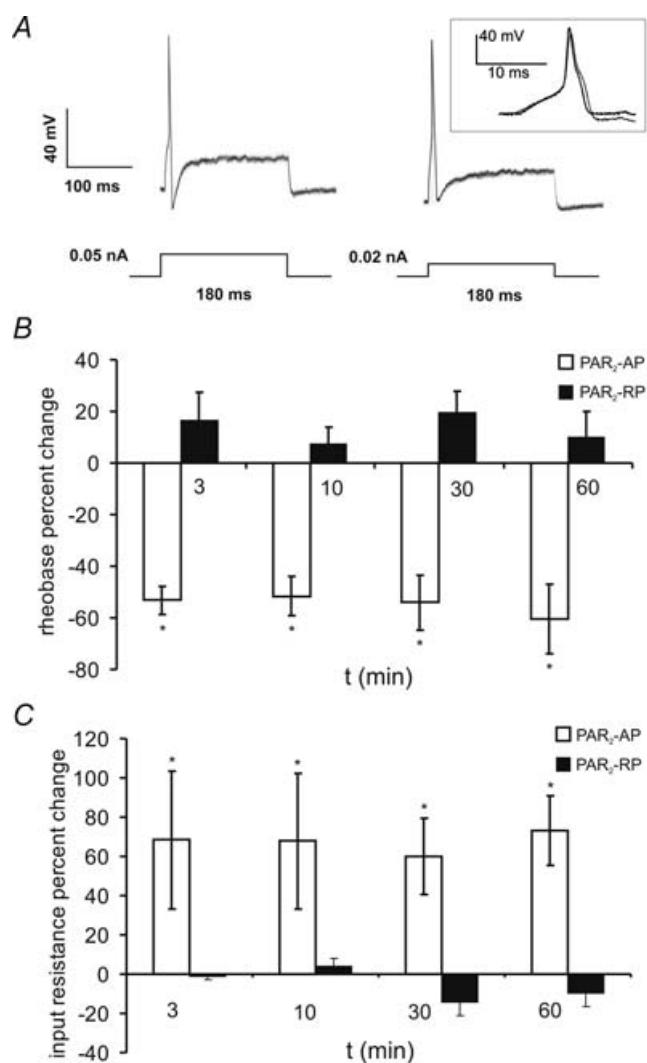 A
40 mV
100 ms
40 mV
10 ms
0.05 nA
180 ms
0.02 nA
180 ms
B
rheobase percent change
40
20
0
-20
-40
-60
-80
PAR₂-AP
PAR₂-RP
3 10 30 60
* * * *
t (min)
C
input resistance percent change
120
100
80
60
40
20
0
-20
-40
PAR₂-AP
PAR₂-RP
* * * *
3 10 30 60
t (min)